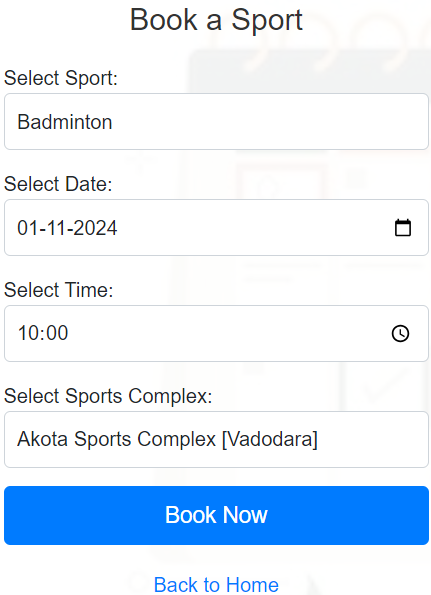 Book a Sport
Select Sport:
Badminton
Select Date:
01-11-2024
Select Time:
10:00
Select Sports Complex:
Akota Sports Complex [Vadodara]
Book Now
Back to Home